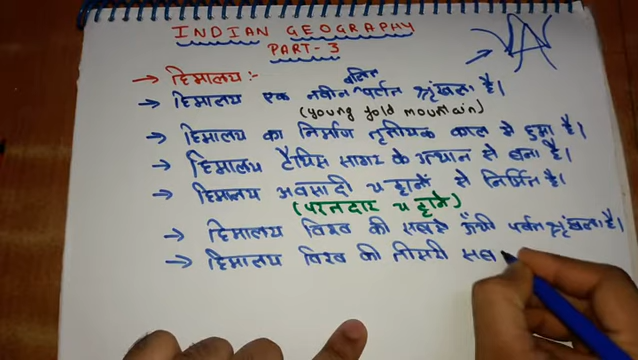 INDIAN GEOGRAPHY
PART-3
→ हिमालय :-
वलित
→ हिमालय एक नवीन पर्वत श्रृंखला है।
(young fold mountain)
→ हिमालय का निर्माण तृतीयक काल में हुआ है।
→ हिमालय टैथिस सागर के उत्थान से बना है।
→ हिमालय अवसादी चट्टानों से निर्मित है।
(परतदार चट्टाने)
→ हिमालय विश्व की सबसे ऊँची पर्वत श्रृंखला है।
→ हिमालय विश्व की तीसरी सब